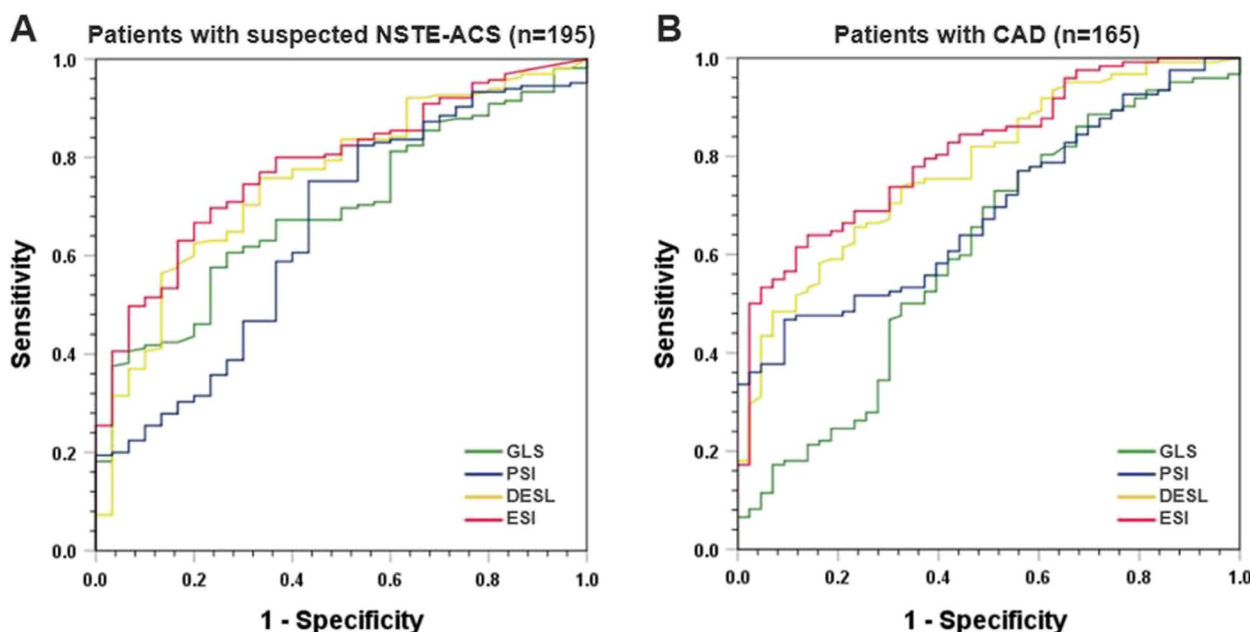 A
Patients with suspected NSTE-ACS (n=195)
Sensitivity
1.0
0.8
0.6
0.4
0.2
0.0
GLS
PSI
DESL
ESI
0.0 0.2 0.4 0.6 0.8 1.0
1 - Specificity
B
Patients with CAD (n=165)
Sensitivity
1.0
0.8
0.6
0.4
0.2
0.0
GLS
PSI
DESL
ESI
0.0 0.2 0.4 0.6 0.8 1.0
1 - Specificity